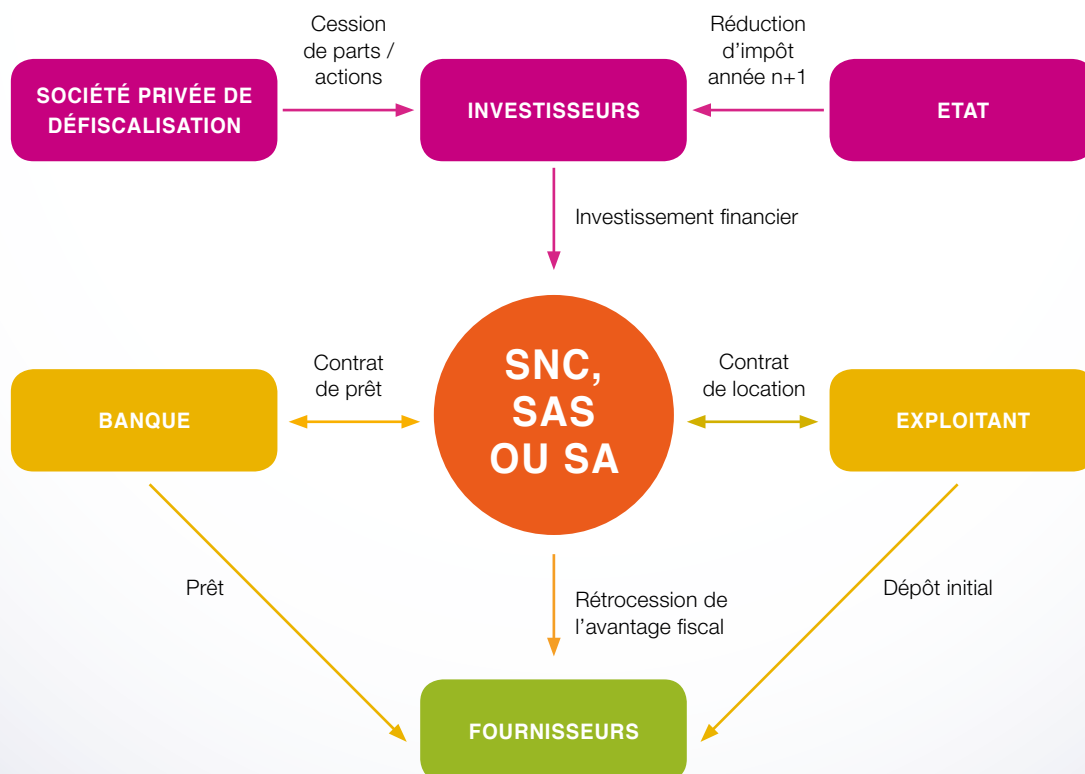 Cession
de parts /
actions
Réduction
d'impôt
année n+1
SOCIÉTÉ PRIVÉE DE
DÉFISCALISATION
INVESTISSEURS
ETAT
Investissement financier
Contrat
de prêt
SNC,
SAS
OU SA
Contrat
de location
BANQUE
EXPLOITANT
Prêt
Rétrocession de
l'avantage fiscal
Dépôt initial
FOURNISSEURS